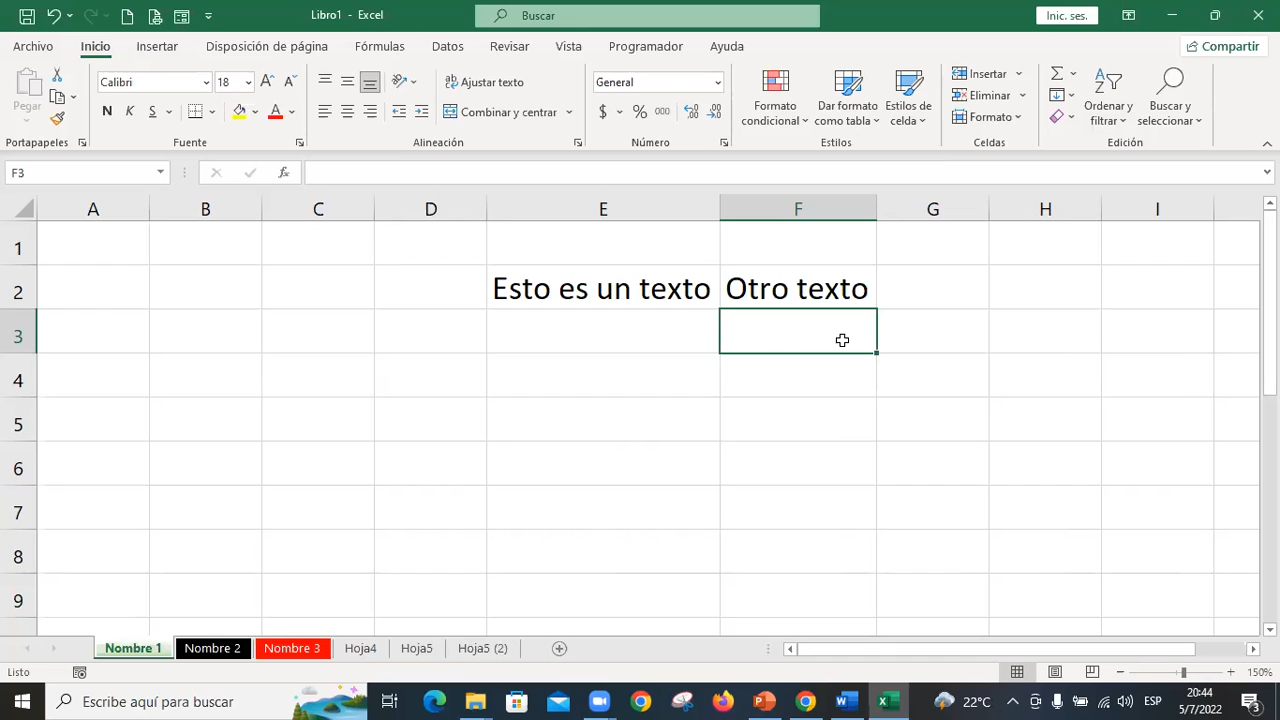 Libro1 - Excel
Buscar
Inic. ses.
Archivo Inicio Insertar Disposición de página Fórmulas Datos Revisar Vista Programador Ayuda Compartir
Pegar
Calibri 18
N K S
Ajustar texto
Combinar y centrar
General
$ % 000
Formato condicional
Dar formato como tabla
Estilos de celda
Insertar
Eliminar
Formato
Ordenar y filtrar
Buscar y seleccionar
Portapapeles Fuente Alineación Número Estilos Celdas Edición
F3 fx
A B C D E F G H I
1
2 Esto es un texto Otro texto
3
4
5
6
7
8
9
Nombre 1 Nombre 2 Nombre 3 Hoja4 Hoja5 Hoja5 (2)
Listo 150%
Escribe aquí para buscar 22°C ESP 20:44
5/7/2022 3